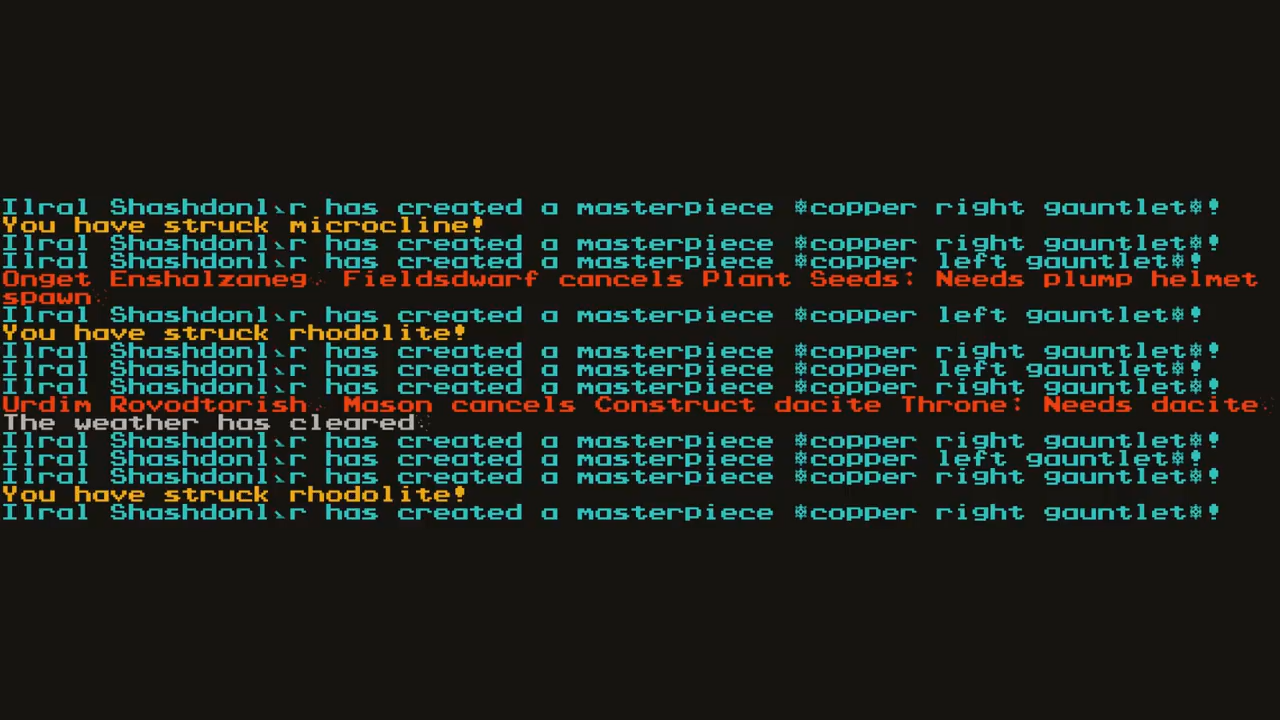 Ilral Shashdonl、r has created a masterpiece ☼copper right gauntlet☼!
You have struck microcline!
Ilral Shashdonl、r has created a masterpiece ☼copper right gauntlet☼!
Ilral Shashdonl、r has created a masterpiece ☼copper left gauntlet☼!
Onget Enshalzaneg, Fieldsdwarf cancels Plant Seeds: Needs plump helmet
spawn.
Ilral Shashdonl、r has created a masterpiece ☼copper left gauntlet☼!
You have struck rhodolite!
Ilral Shashdonl、r has created a masterpiece ☼copper right gauntlet☼!
Ilral Shashdonl、r has created a masterpiece ☼copper left gauntlet☼!
Ilral Shashdonl、r has created a masterpiece ☼copper right gauntlet☼!
Urdim Rovodtorish, Mason cancels Construct dacite Throne: Needs dacite.
The weather has cleared.
Ilral Shashdonl、r has created a masterpiece ☼copper right gauntlet☼!
Ilral Shashdonl、r has created a masterpiece ☼copper left gauntlet☼!
Ilral Shashdonl、r has created a masterpiece ☼copper right gauntlet☼!
You have struck rhodolite!
Ilral Shashdonl、r has created a masterpiece ☼copper right gauntlet☼!